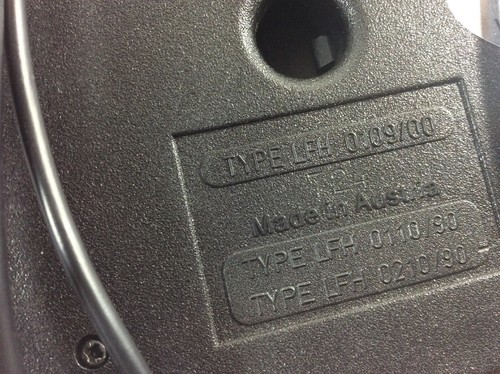 TYPE LFH 0109/00
Made in Austria
TYPE LFH 0110/90
TYPE LFH 0210/90